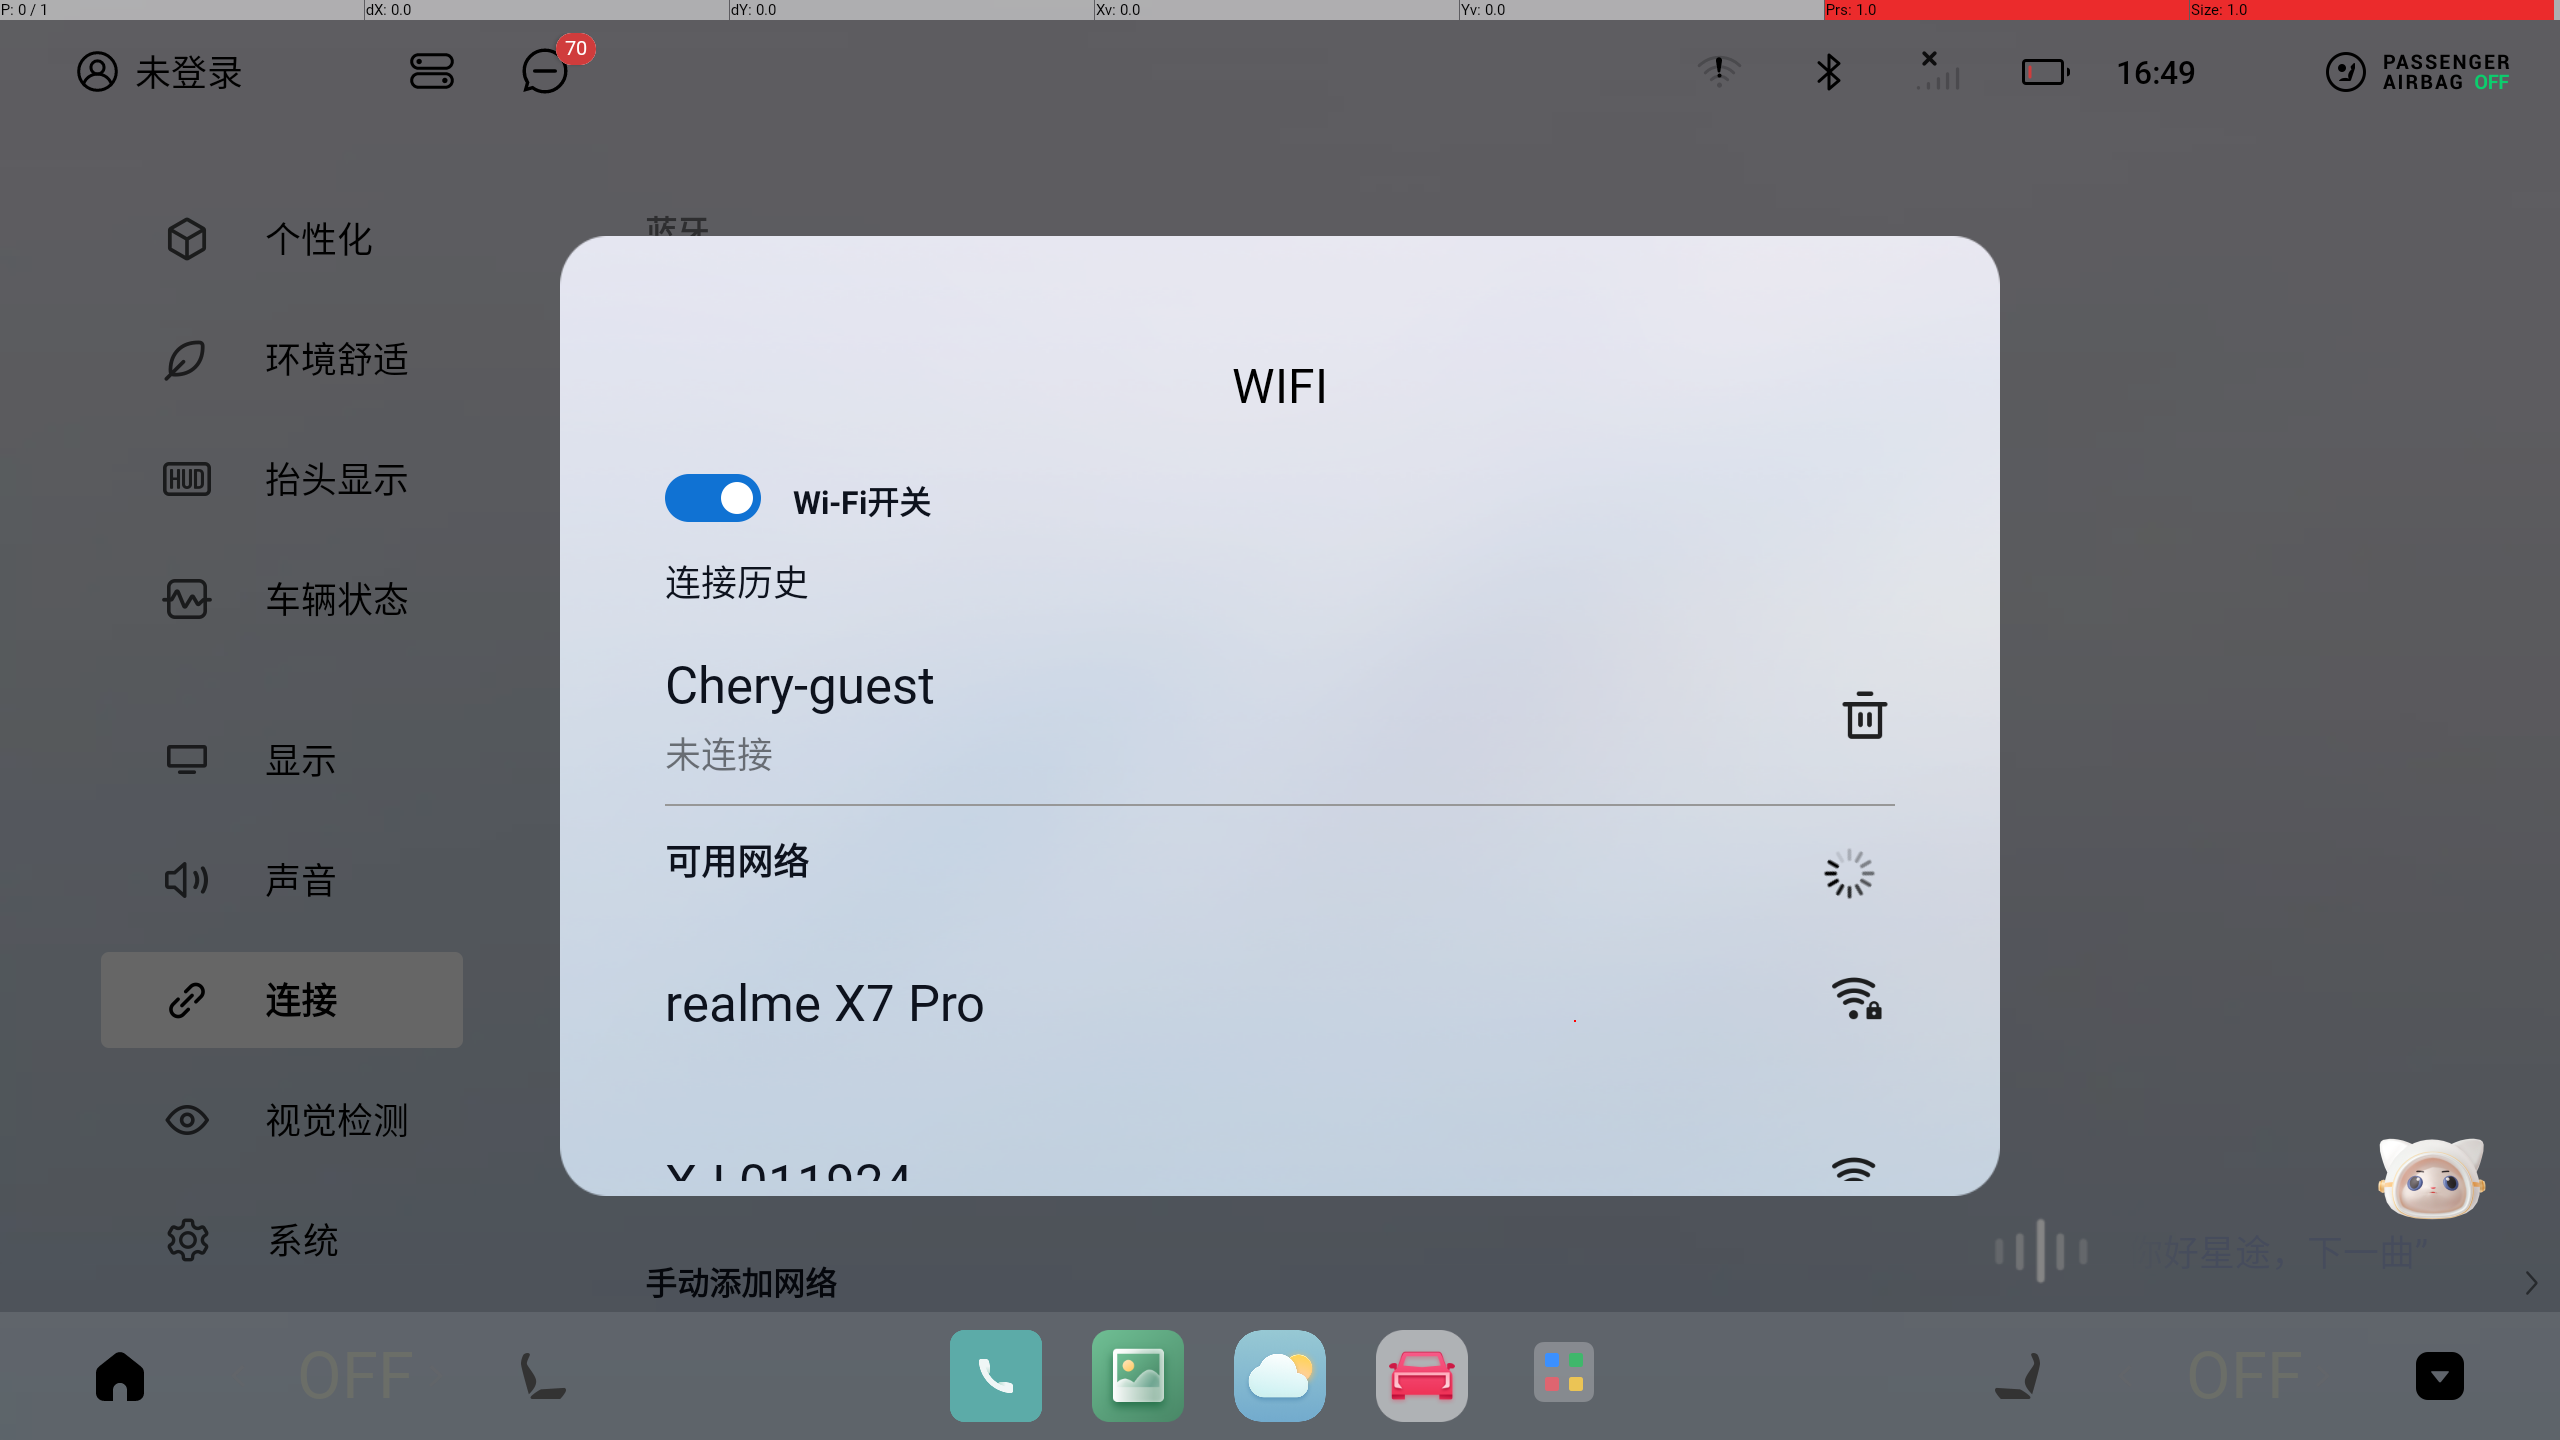 P: 0 / 1
dX: 0.0
dY: 0.0
Xv: 0.0
Yv: 0.0
Prs: 1.0
Size: 1.0
未登录
70
16:49
PASSENGER
AIRBAG OFF
个性化
环境舒适
抬头显示
HUD
车辆状态
显示
声音
连接
视觉检测
系统
蓝牙
WIFI
Wi-Fi开关
连接历史
Chery-guest
未连接
可用网络
realme X7 Pro
手动添加网络
好星途，下一曲”
OFF
OFF